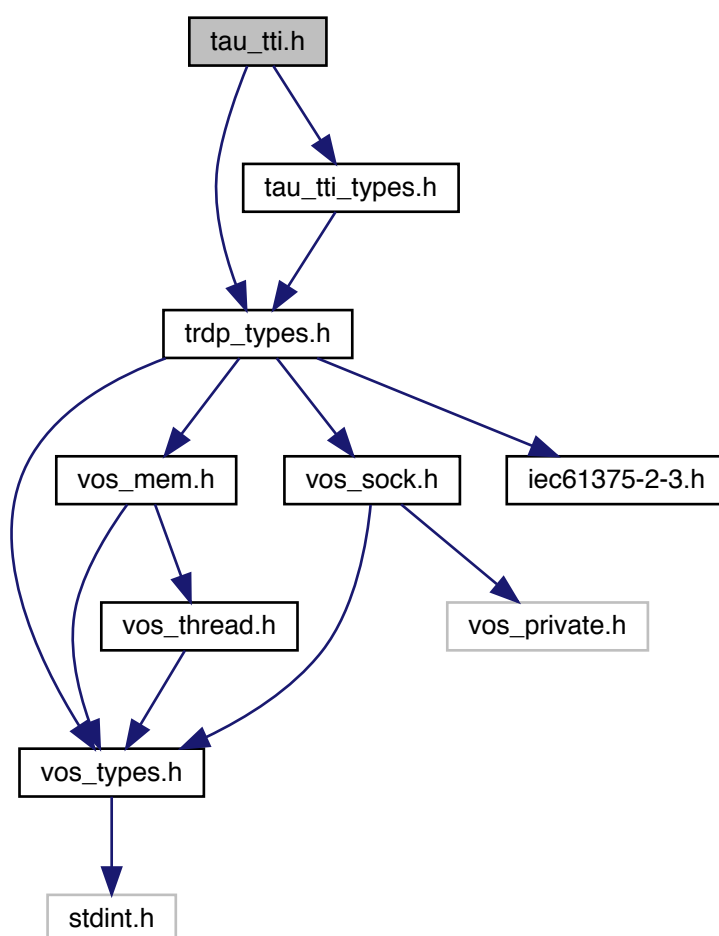 tau_tti.h
tau_tti_types.h
trdp_types.h
vos_mem.h
vos_sock.h
iec61375-2-3.h
vos_thread.h
vos_private.h
vos_types.h
stdint.h